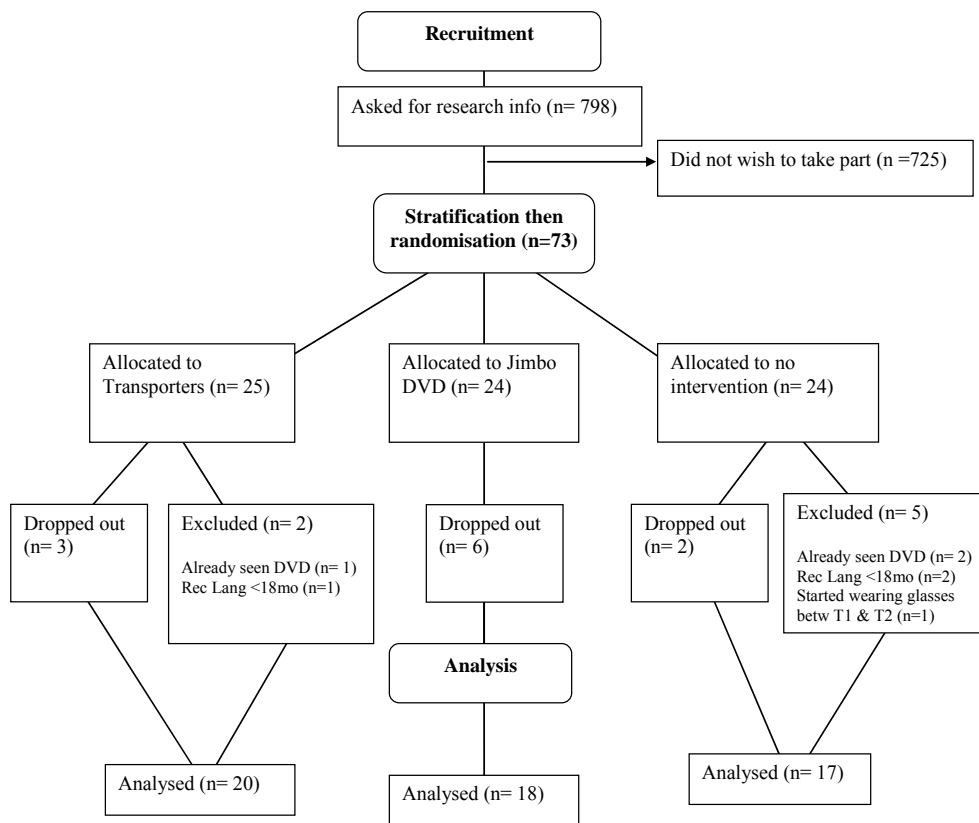 Recruitment
Asked for research info (n= 798)
Did not wish to take part (n =725)
Stratification then
randomisation (n=73)
Allocated to
Transporters (n= 25)
Allocated to Jimbo
DVD (n= 24)
Allocated to no
intervention (n= 24)
Dropped out
(n= 3)
Excluded (n= 2)
Already seen DVD (n= 1)
Rec Lang <18mo (n=1)
Dropped out
(n= 6)
Dropped out
(n= 2)
Excluded (n= 5)
Already seen DVD (n= 2)
Rec Lang <18mo (n=2)
Started wearing glasses
betw T1 & T2 (n=1)
Analysis
Analysed (n= 20)
Analysed (n= 18)
Analysed (n= 17)